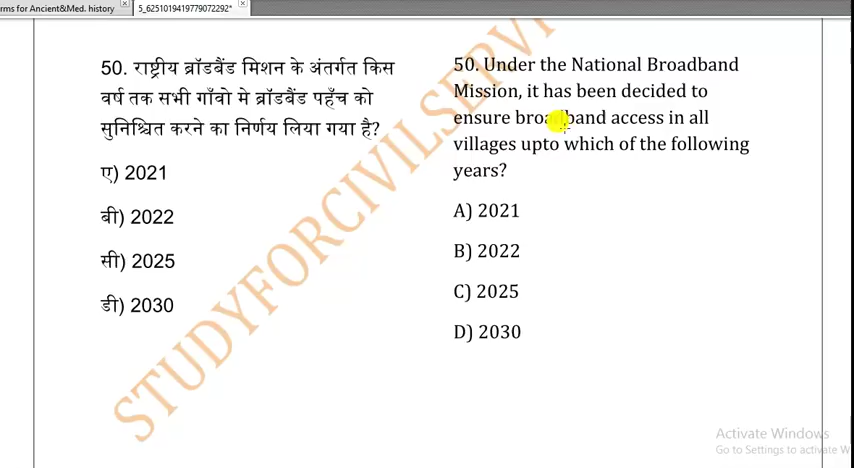 rms for Ancient&Med. history
5_6251019419779072292*
50. राष्ट्रीय ब्रॉडबैंड मिशन के अंतर्गत किस
वर्ष तक सभी गाँवो मे ब्रॉडबैंड पहुँच को
सुनिश्चित करने का निर्णय लिया गया है?
ए) 2021
बी) 2022
सी) 2025
डी) 2030
50. Under the National Broadband
Mission, it has been decided to
ensure broadband access in all
villages upto which of the following
years?
A) 2021
B) 2022
C) 2025
D) 2030
STUDYFORCIVILSERV
Activate Windows
Go to Settings to activate W